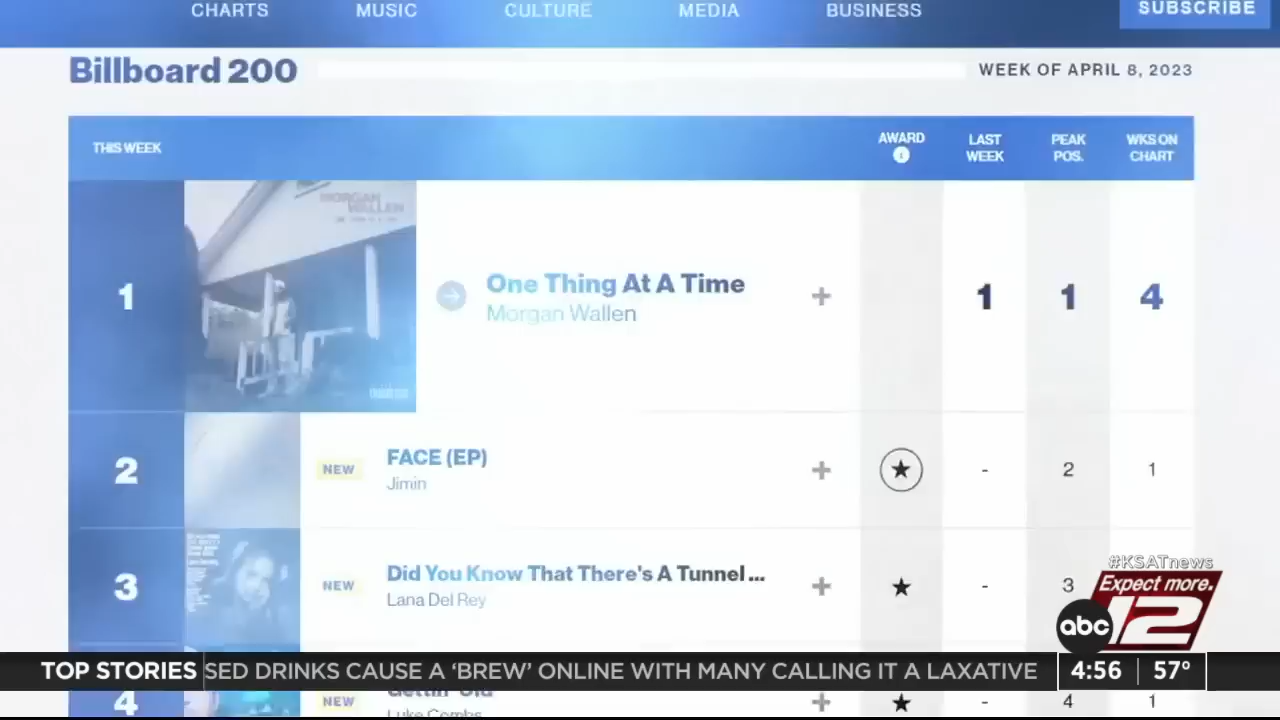 CHARTS MUSIC CULTURE MEDIA BUSINESS SUBSCRIBE
Billboard 200 WEEK OF APRIL 8, 2023
THIS WEEK AWARD LAST WEEK PEAK POS. WKS ON CHART
MORGAN
WALLEN
1 One Thing At A Time 1 1 4
Morgan Wallen
2 NEW FACE (EP) - 2 1
Jimin
3 NEW Did You Know That There's A Tunnel ... - 3
Lana Del Rey
#KSATnews
Expect more.
abc 12
TOP STORIES SED DRINKS CAUSE A ‘BREW’ ONLINE WITH MANY CALLING IT A LAXATIVE 4:56 57°
4 NEW Gettin' Old - 4 1
Luke Combs